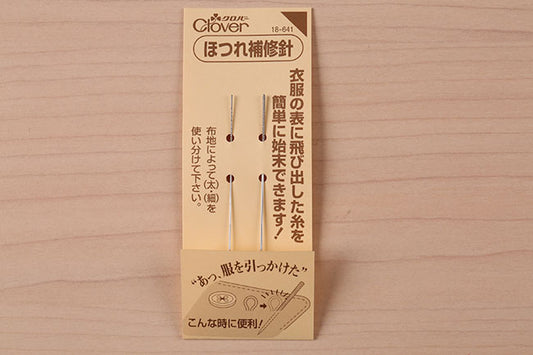 クロバー
Clover
18-641
ほつれ補修針
衣服の表に飛び出した糸を
簡単に始末できます!
布地によって(太)・(細)を
使い分けて下さい。
“あっ、服を引っかけた”
こんな時に便利!